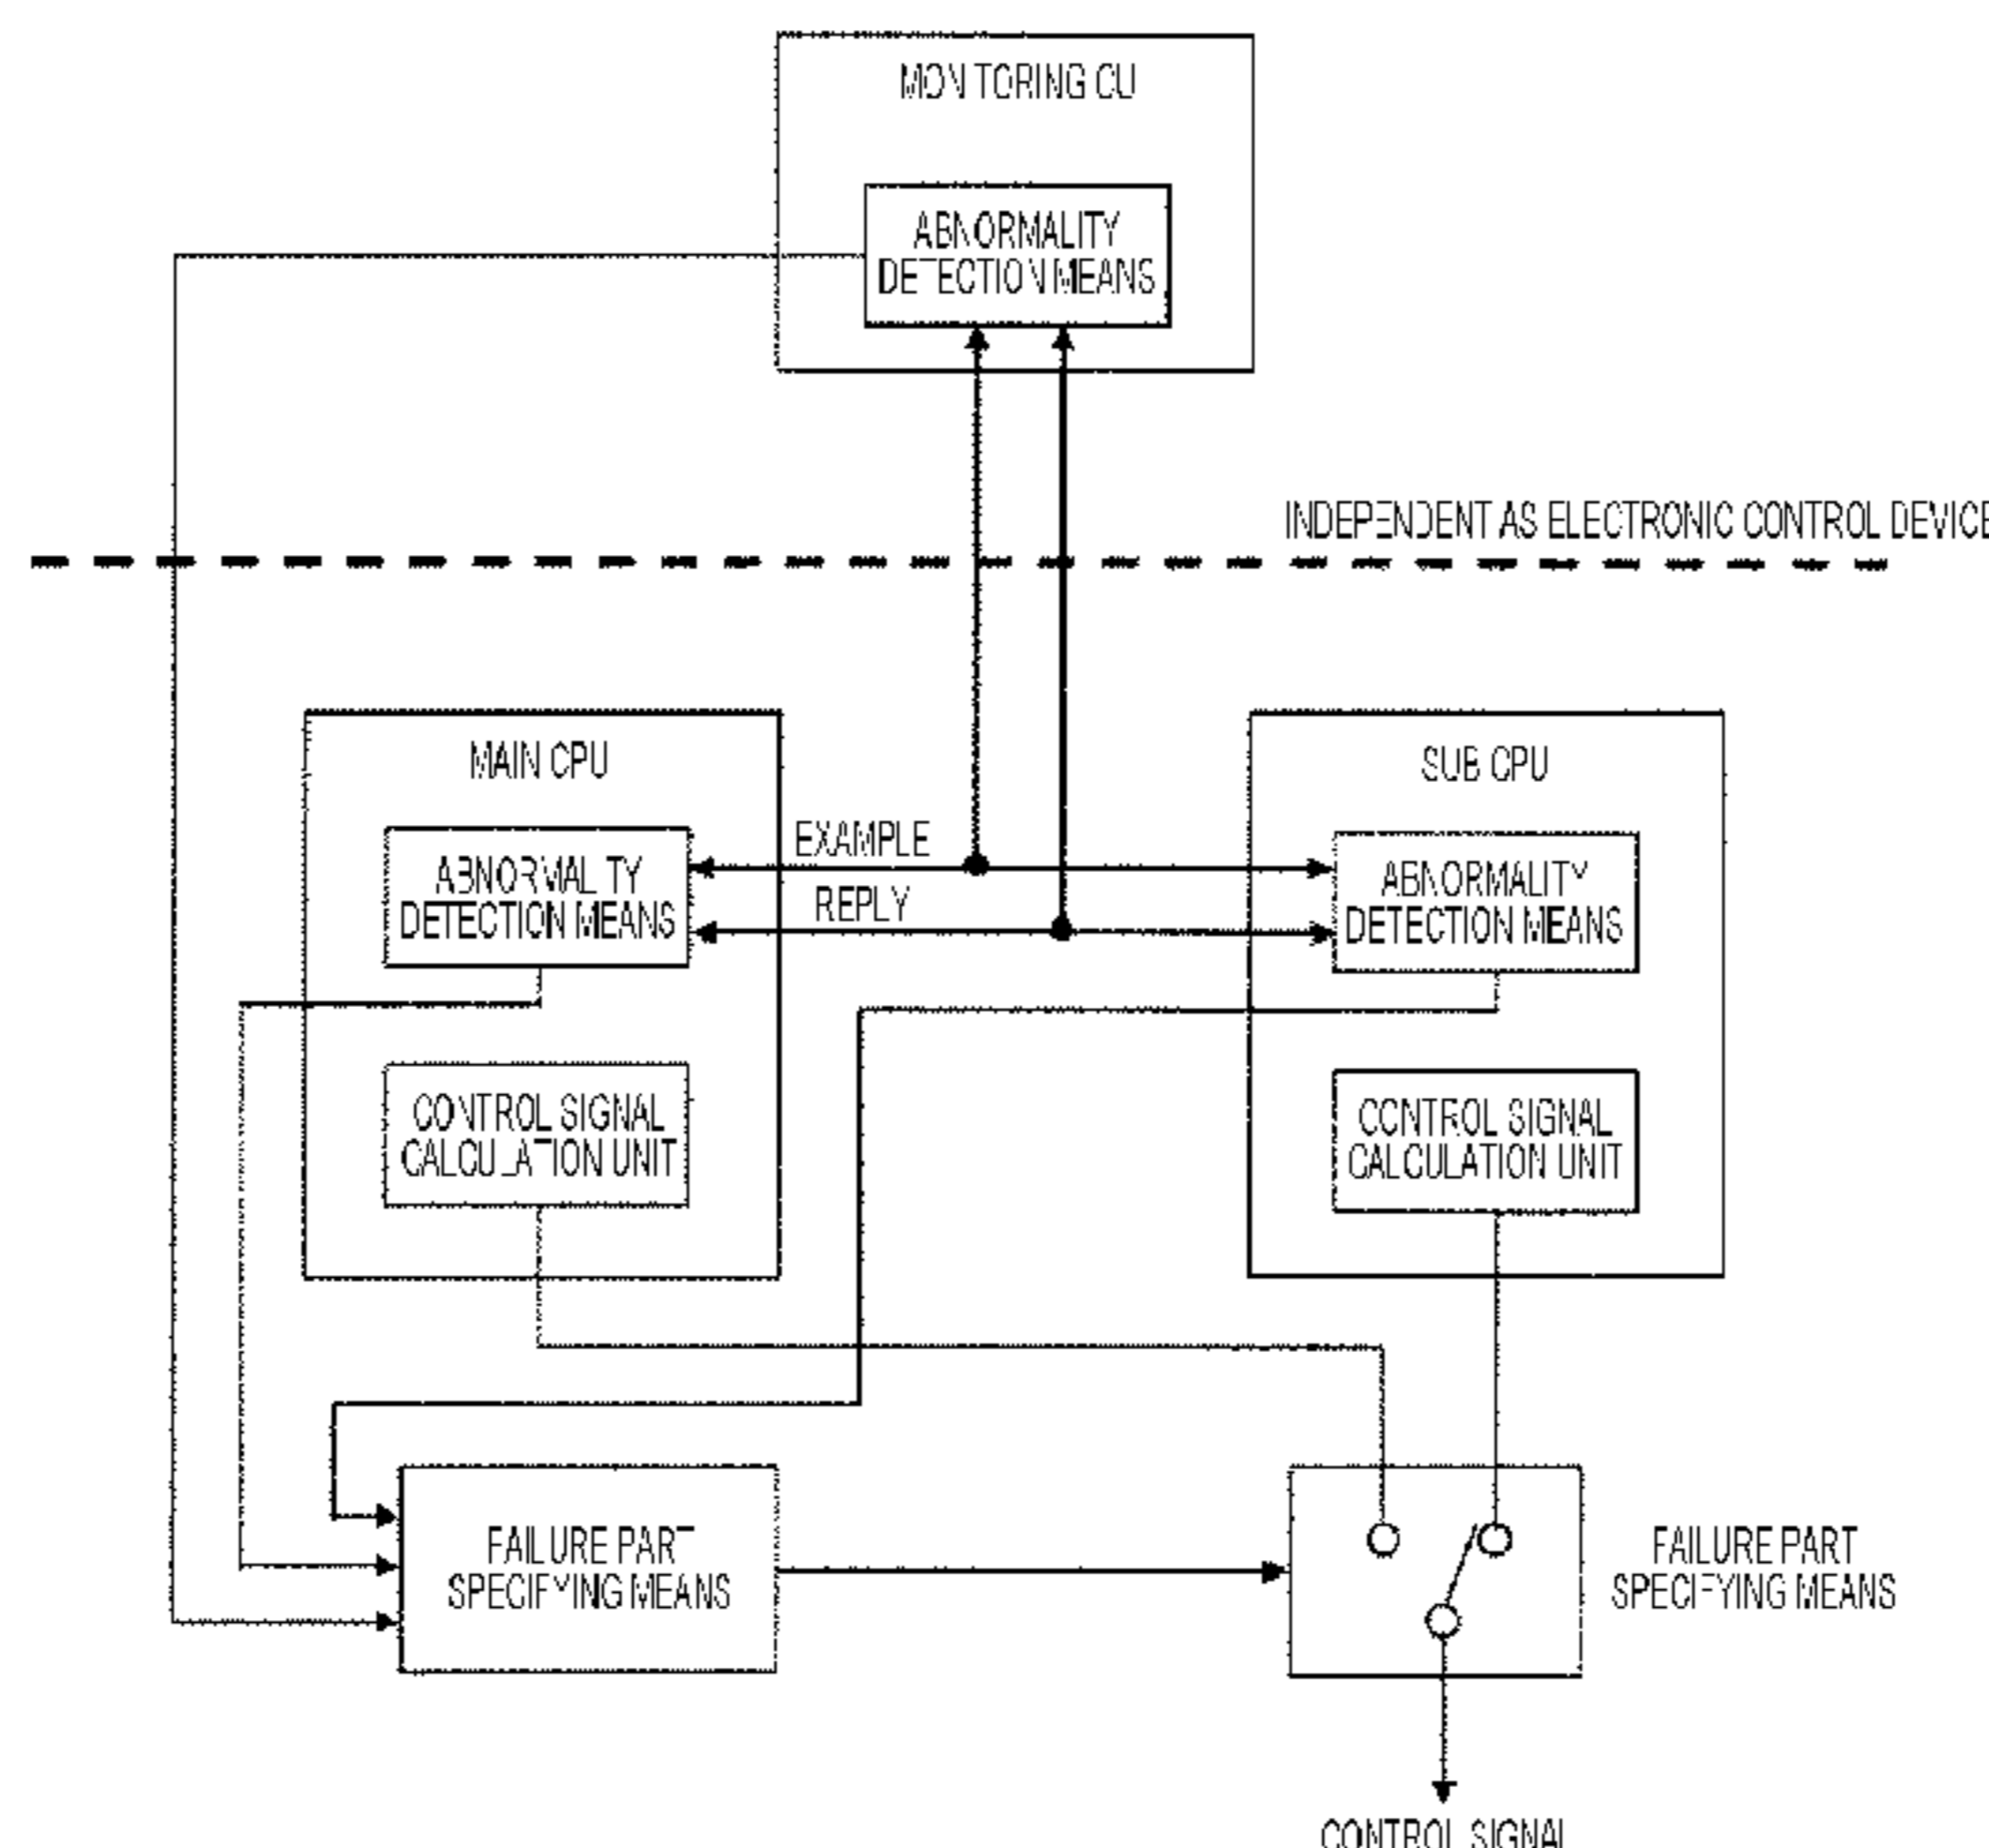 MONITORING CU
ABNORMALITY
DETECTION MEANS
INDEPENDENT AS ELECTRONIC CONTROL DEVICE
MAIN CPU
SUB CPU
EXAMPLE
ABNORMALITY
DETECTION MEANS
REPLY
ABNORMALITY
DETECTION MEANS
CONTROL SIGNAL
CALCULATION UNIT
CONTROL SIGNAL
CALCULATION UNIT
FAILURE PART
SPECIFYING MEANS
FAILURE PART
SPECIFYING MEANS
CONTROL SIGNAL